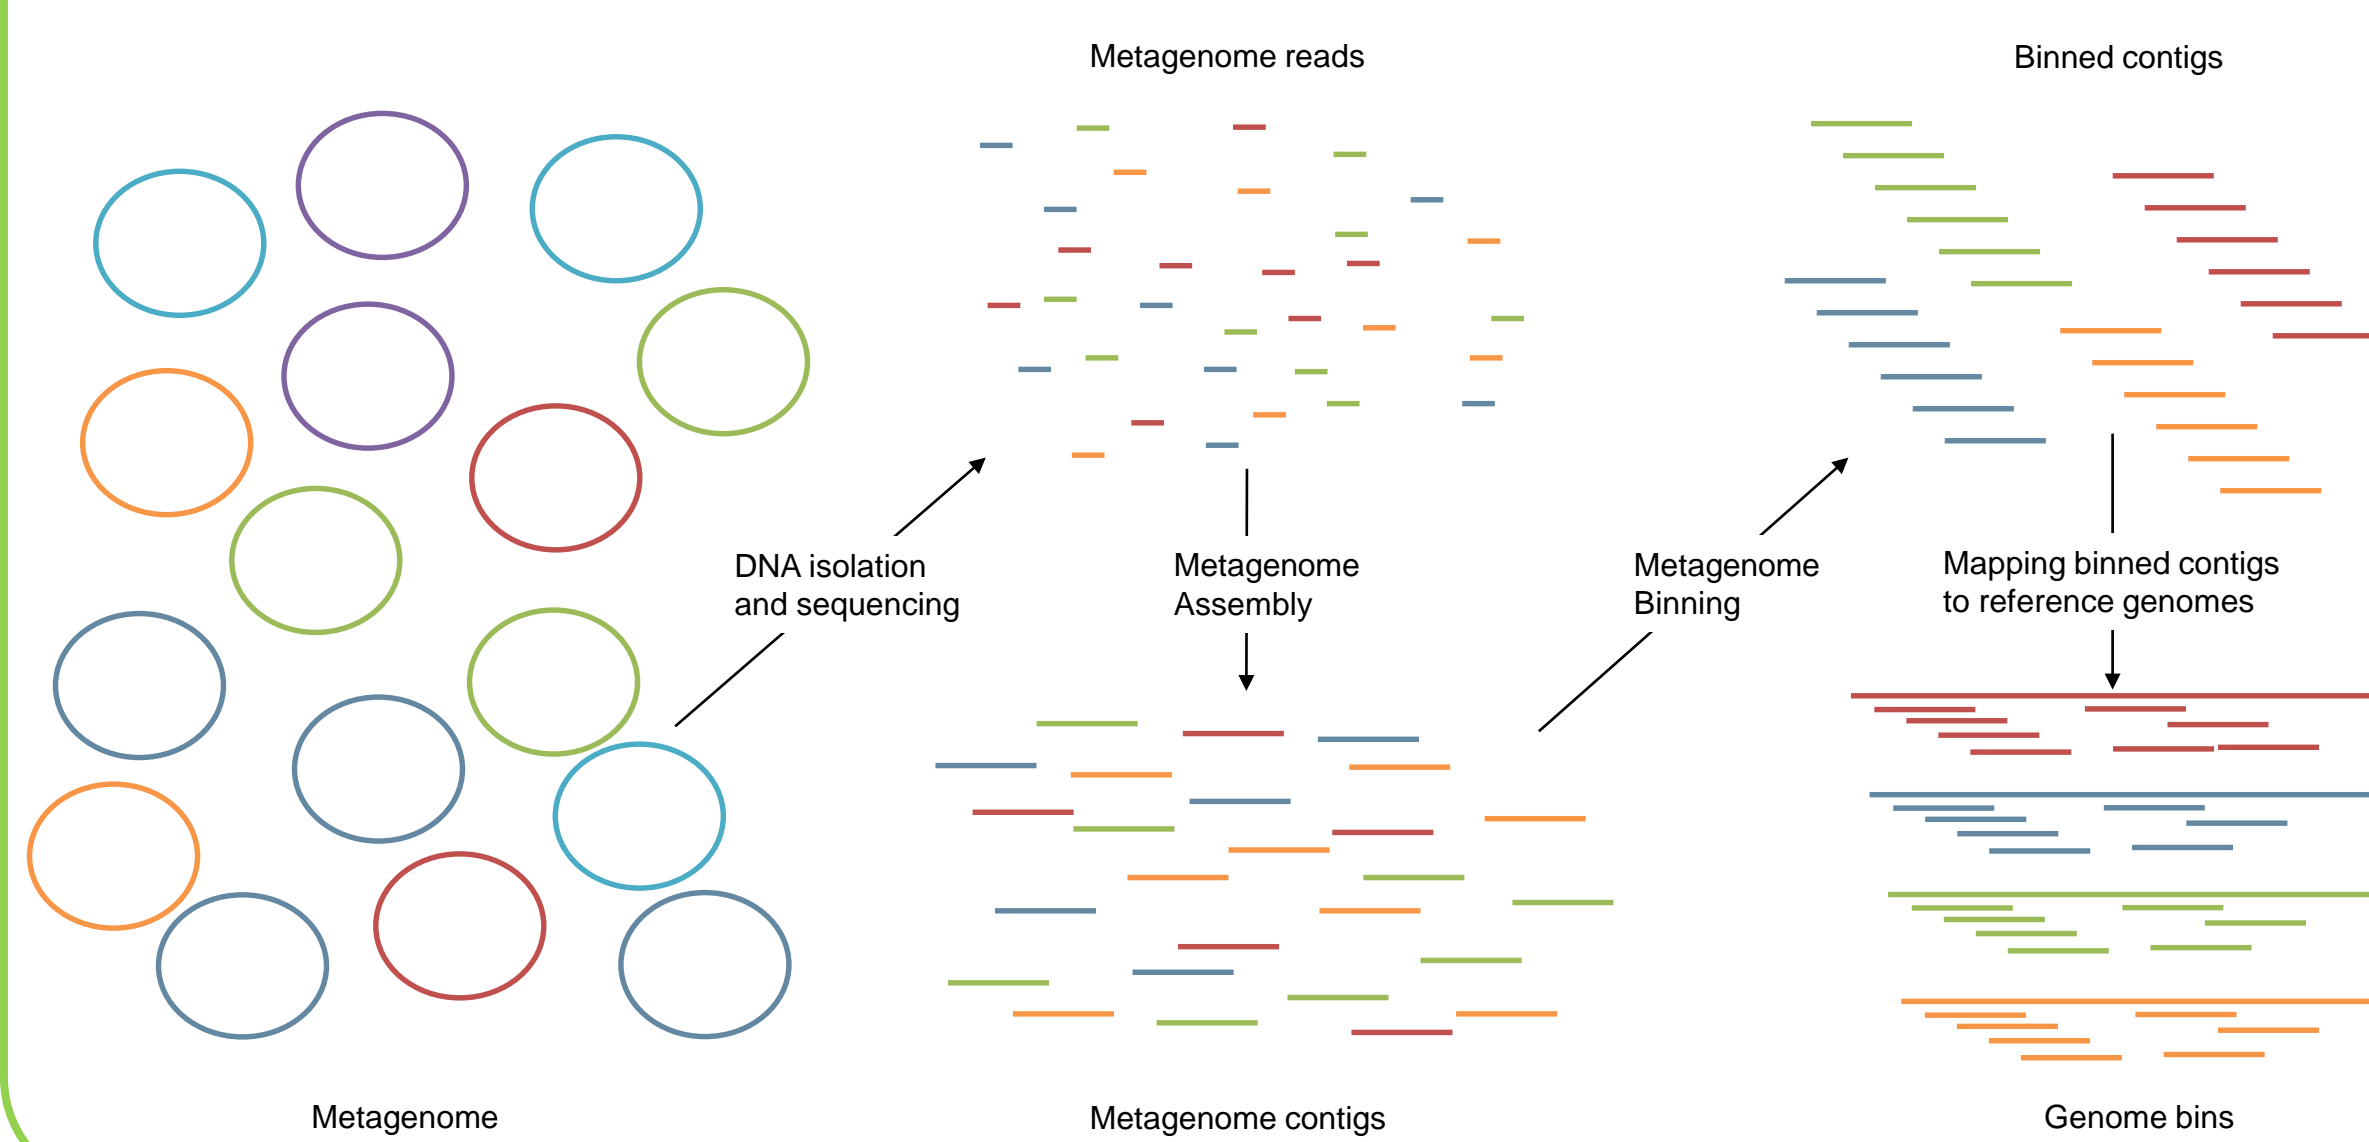 Metagenome reads
Binned contigs
DNA isolation
and sequencing
Metagenome
Assembly
Metagenome
Binning
Mapping binned contigs
to reference genomes
Metagenome
Metagenome contigs
Genome bins